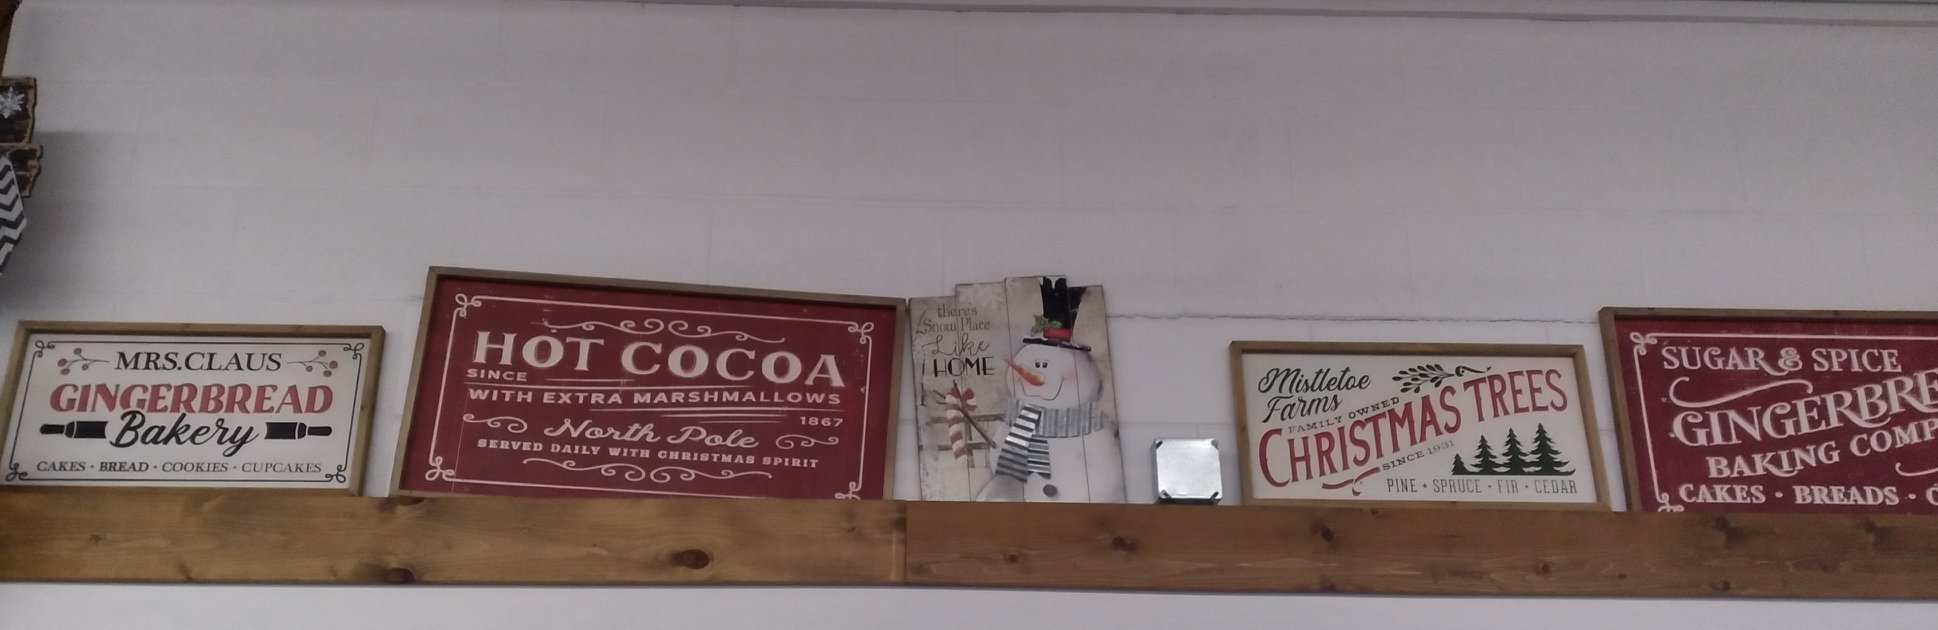 MRS.CLAUS
GINGERBREAD
Bakery
CAKES · BREAD · COOKIES · CUPCAKES
HOT COCOA
SINCE
WITH EXTRA MARSHMALLOWS
1867
North Pole
SERVED DAILY WITH CHRISTMAS SPIRIT
there's
Snow Place
Like
HOME
Mistletoe
Farms
FAMILY OWNED
CHRISTMAS TREES
SINCE 1931
PINE · SPRUCE · FIR · CEDAR
SUGAR & SPICE
GINGERBRE
BAKING COMP
CAKES · BREADS ·